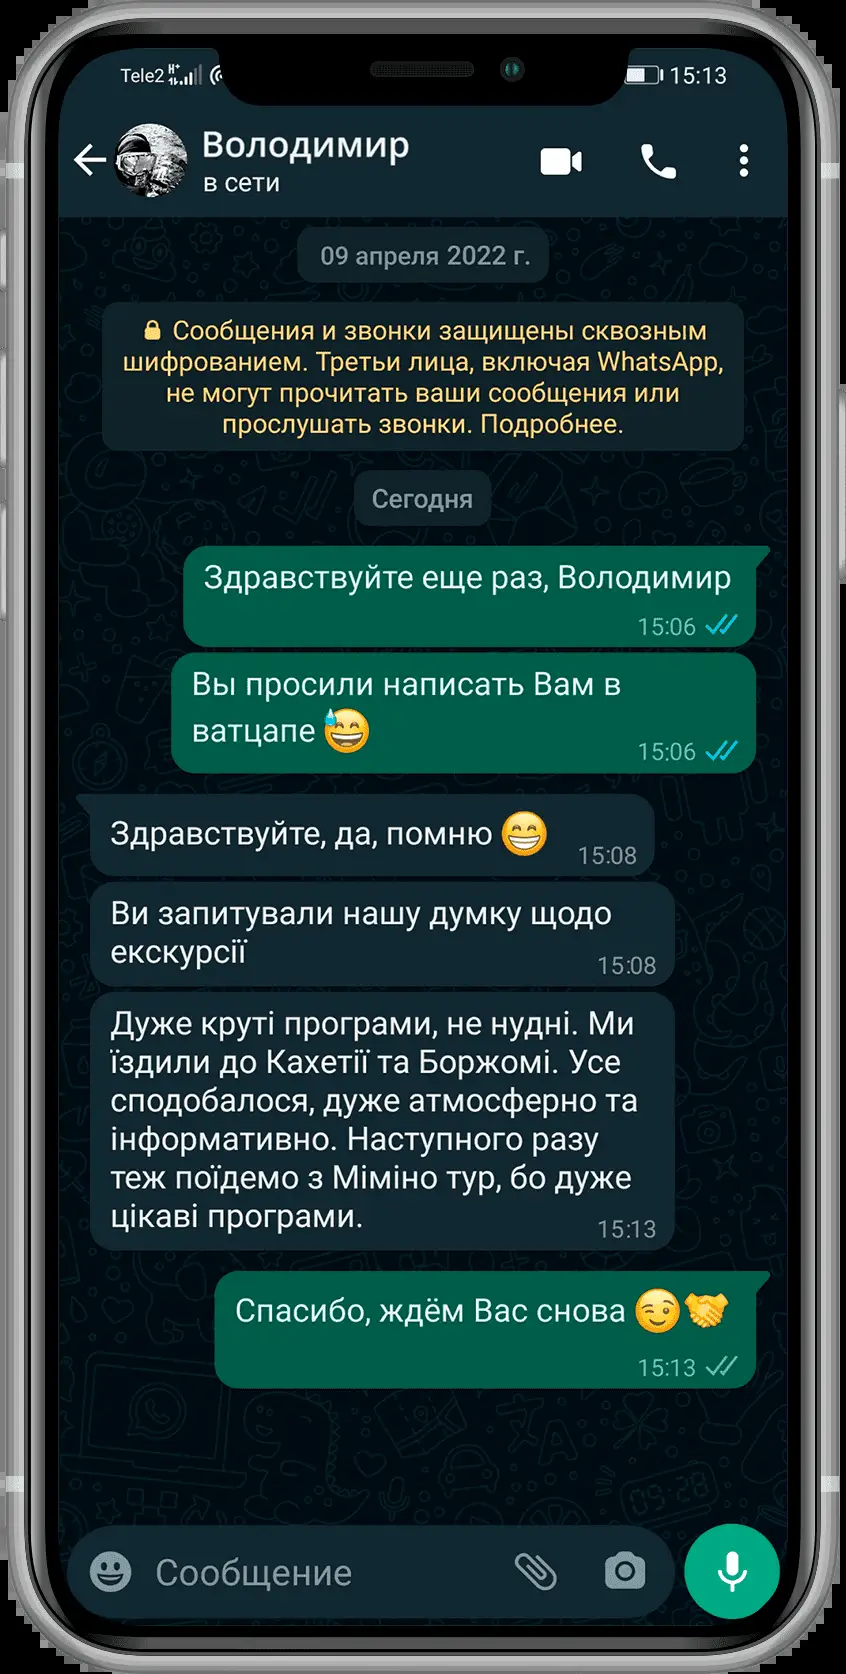 Tele2 H+ 15:13
Володимир
в сети
09 апреля 2022 г.
Сообщения и звонки защищены сквозным
шифрованием. Третьи лица, включая WhatsApp,
не могут прочитать ваши сообщения или
прослушать звонки. Подробнее.
Сегодня
Здравствуйте еще раз, Володимир
15:06
Вы просили написать Вам в
ватцапе 😅
15:06
Здравствуйте, да, помню 😁
15:08
Ви запитували нашу думку щодо
екскурсії
15:08
Дуже круті програми, не нудні. Ми
їздили до Кахетії та Боржомі. Усе
сподобалося, дуже атмосферно та
інформативно. Наступного разу
теж поїдемо з Міміно тур, бо дуже
цікаві програми.
15:13
Спасибо, ждём Вас снова 😉🤝
15:13
09:28
Сообщение